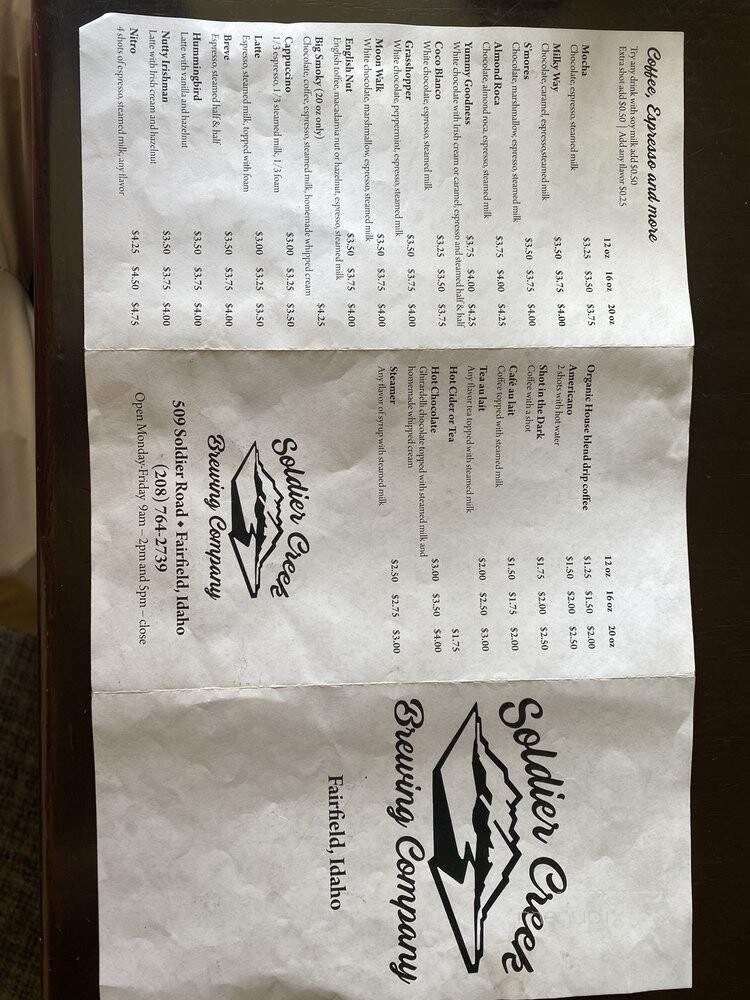 Coffee, Espresso and more
Try any drink with soy milk add $0.50
Extra shot add $0.50 | Add any flavor $0.25
12 oz 16 oz 20 oz
Mocha $3.25 $3.50 $3.75
Chocolate, espresso, steamed milk
Milky Way $3.50 $3.75 $4.00
Chocolate, caramel, espresso,steamed milk
S'mores $3.50 $3.75 $4.00
Chocolate, marshmallow, espresso, steamed milk
Almond Roca $3.75 $4.00 $4.25
Chocolate, almond roca, espresso, steamed milk
Yummy Goodness $3.75 $4.00 $4.25
White chocolate with Irish cream or caramel, espresso and steamed half & half
Coco Blanco $3.25 $3.50 $3.75
White chocolate, espresso, steamed milk
Grasshopper $3.50 $3.75 $4.00
White chocolate, peppermint, espresso, steamed milk
Moon Walk $3.50 $3.75 $4.00
White chocolate, marshmallow, espresso, steamed milk
English Nut $3.50 $3.75 $4.00
English toffee, macadamia nut or hazelnut, espresso, steamed milk
Big Smoky (20 oz only) $4.25
Chocolate, coffee, espresso, steamed milk, homemade whipped cream
Cappuccino $3.00 $3.25 $3.50
1/3 espresso, 1/3 steamed milk, 1/3 foam
Latte $3.00 $3.25 $3.50
Espresso, steamed milk, topped with foam
Breve $3.50 $3.75 $4.00
Espresso, steamed half & half
Hummingbird $3.50 $3.75 $4.00
Latte with vanilla and hazelnut
Nutty Irishman $3.50 $3.75 $4.00
Latte with Irish cream and hazelnut
Nitro $4.25 $4.50 $4.75
4 shots of espresso, steamed milk, any flavor
12 oz 16 oz 20 oz
Organic House blend drip coffee $1.25 $1.50 $2.00
Americano $1.50 $2.00 $2.50
2 shots with hot water
Shot in the Dark $1.75 $2.00 $2.50
Coffee with a shot
Café au lait $1.50 $1.75 $2.00
Coffee topped with steamed milk
Tea au lait $2.00 $2.50 $3.00
Any flavor tea topped with steamed milk
Hot Cider or Tea $1.75
Hot Chocolate $3.00 $3.50 $4.00
Ghirardelli chocolate topped with steamed milk and
homemade whipped cream
Steamer $2.50 $2.75 $3.00
Any flavor of syrup with steamed milk
Soldier Creek
Brewing Company
509 Soldier Road ♦ Fairfield, Idaho
(208) 764-2739
Open Monday-Friday 9am – 2pm and 5pm – close
Soldier Creek
Brewing Company
Fairfield, Idaho